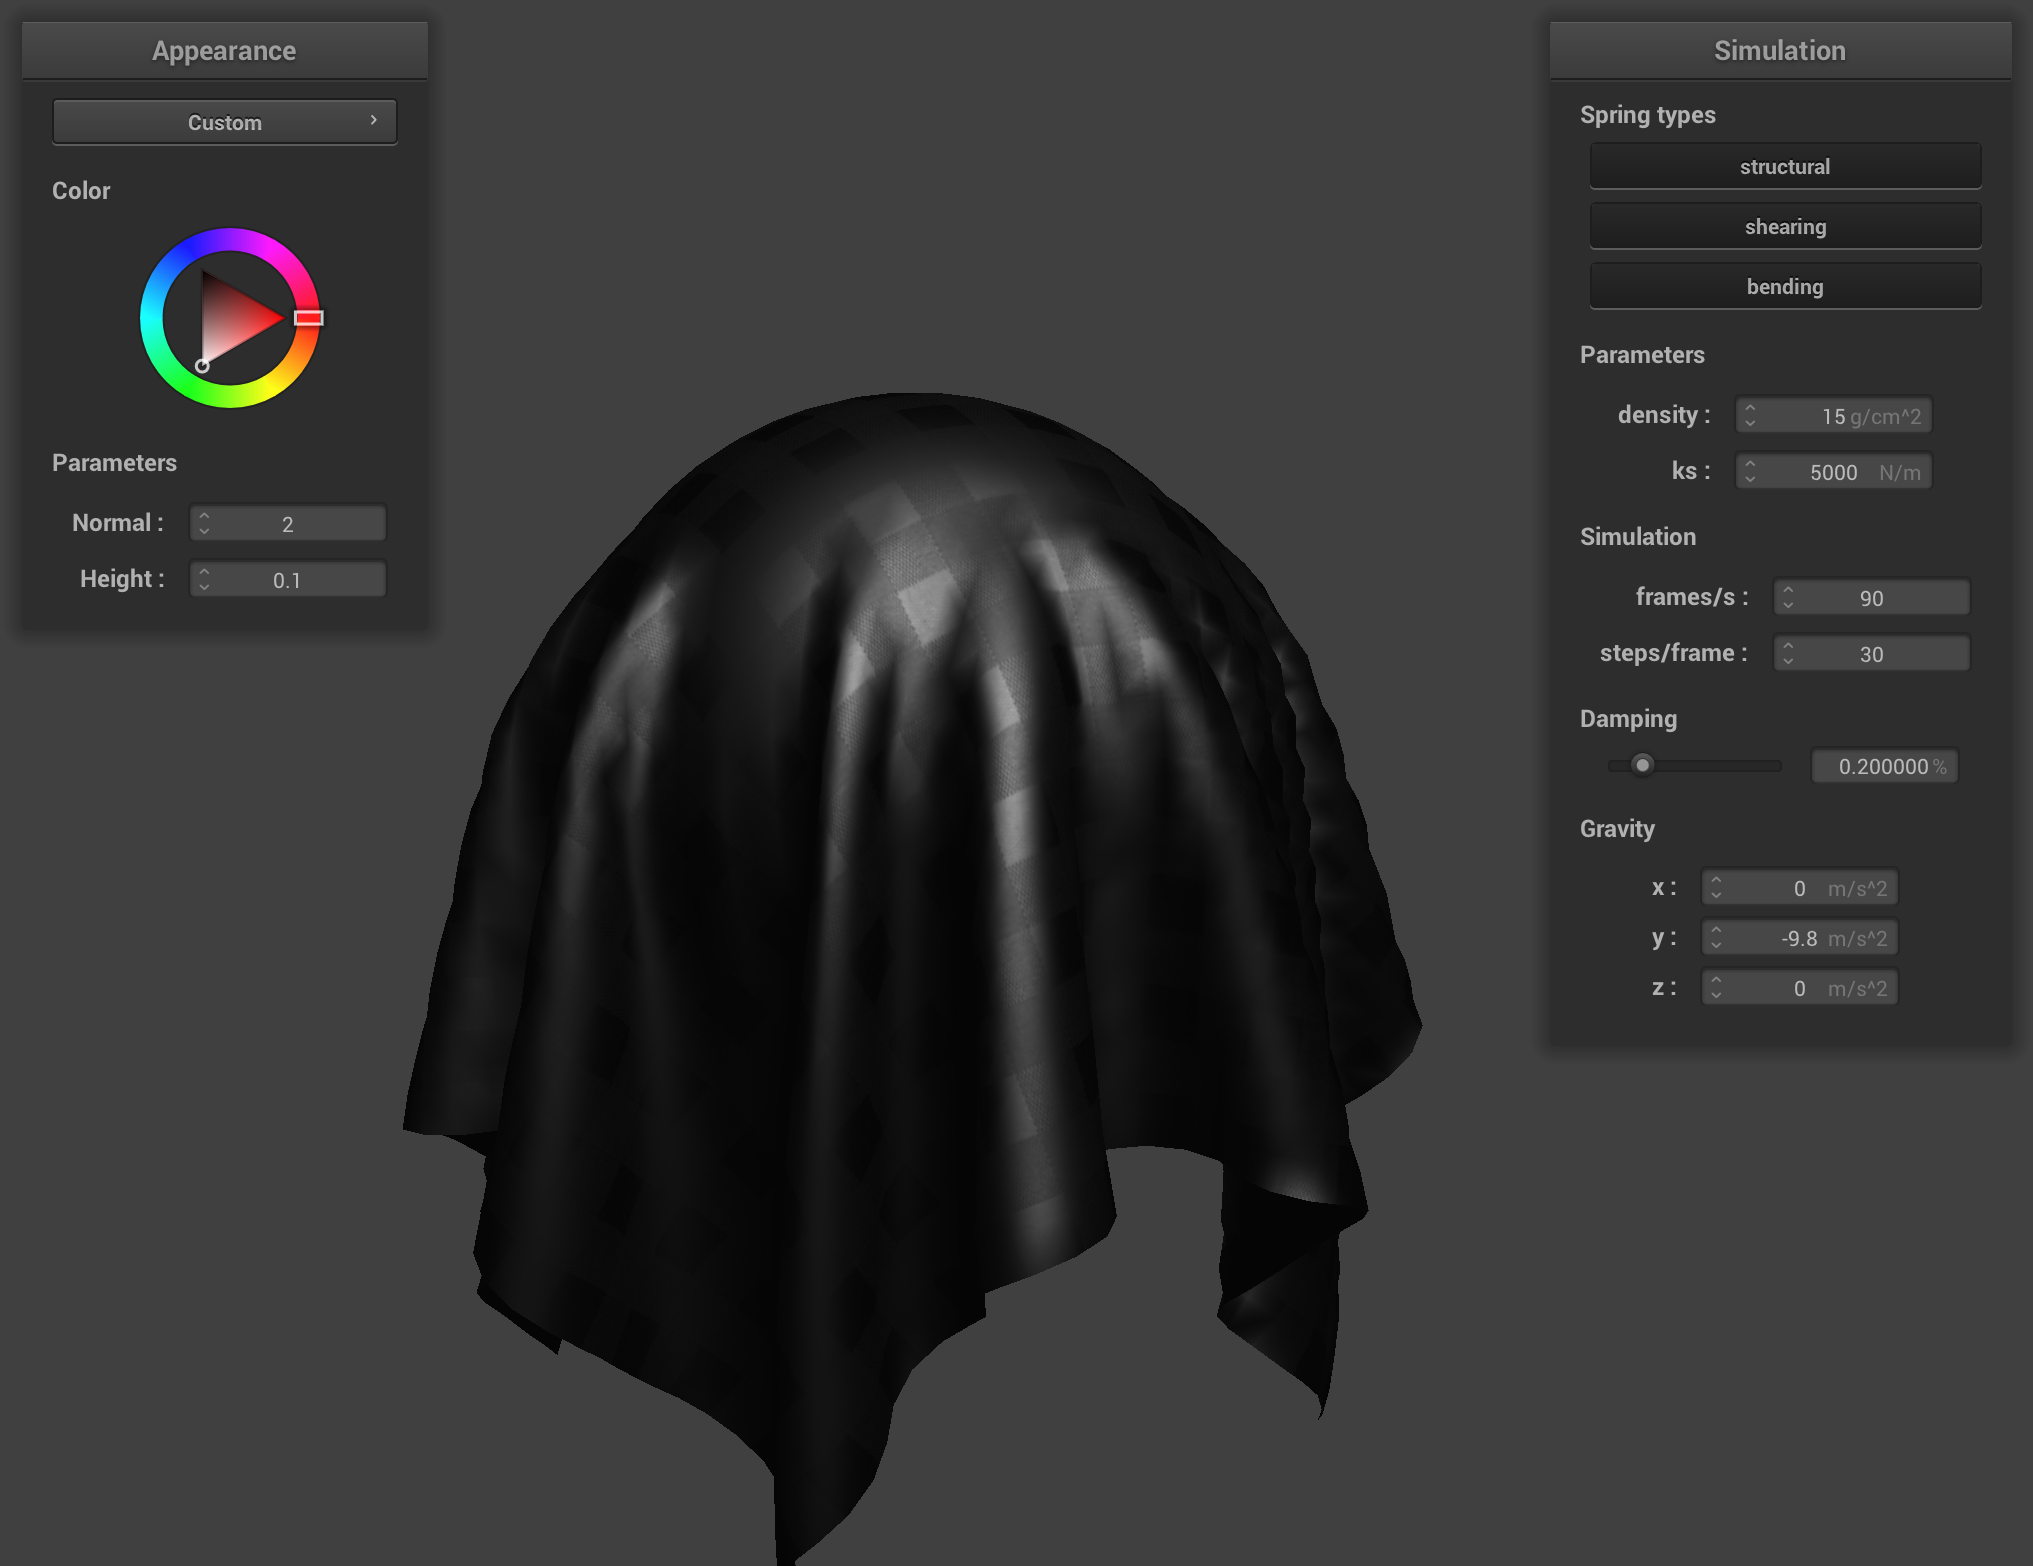 Appearance
Custom
Color
Parameters
Normal : 2
Height : 0.1
Simulation
Spring types
structural
shearing
bending
Parameters
density : 15 g/cm^2
ks : 5000 N/m
Simulation
frames/s : 90
steps/frame : 30
Damping
0.200000 %
Gravity
x : 0 m/s^2
y : -9.8 m/s^2
z : 0 m/s^2